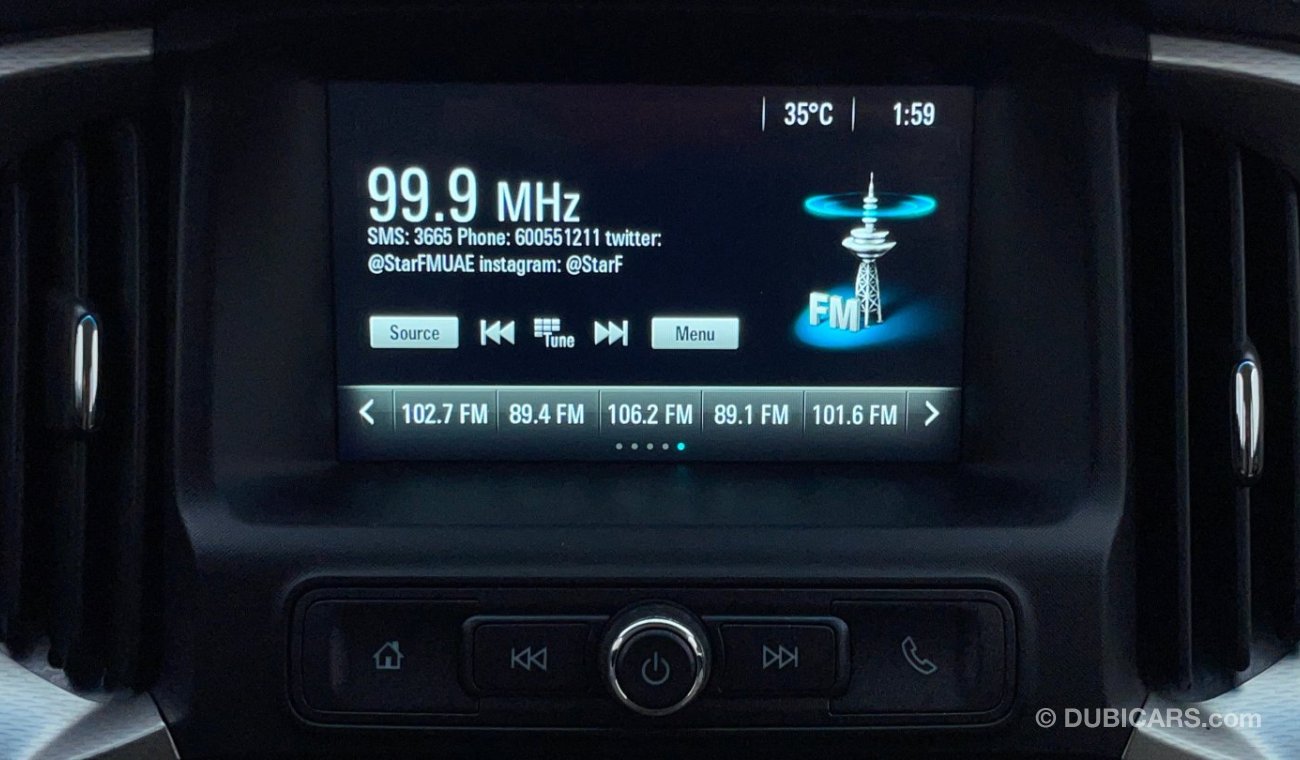 35°C 1:59
99.9 MHz
SMS: 3665 Phone: 600551211 twitter:
@StarFMUAE instagram: @StarF
FM
Source Tune Menu
102.7 FM 89.4 FM 106.2 FM 89.1 FM 101.6 FM
© DUBICARS.com